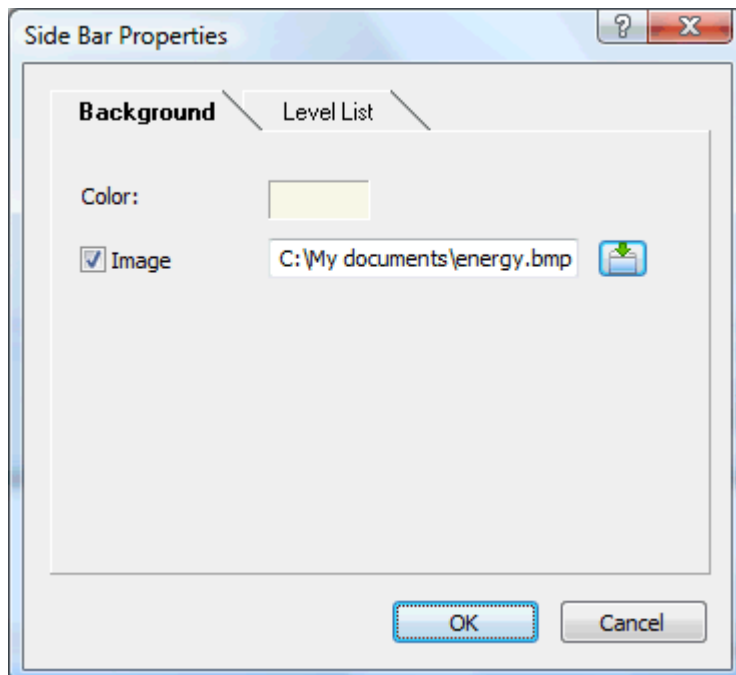 Side Bar Properties
Background Level List
Color:
Image C:\My documents\energy.bmp
OK Cancel